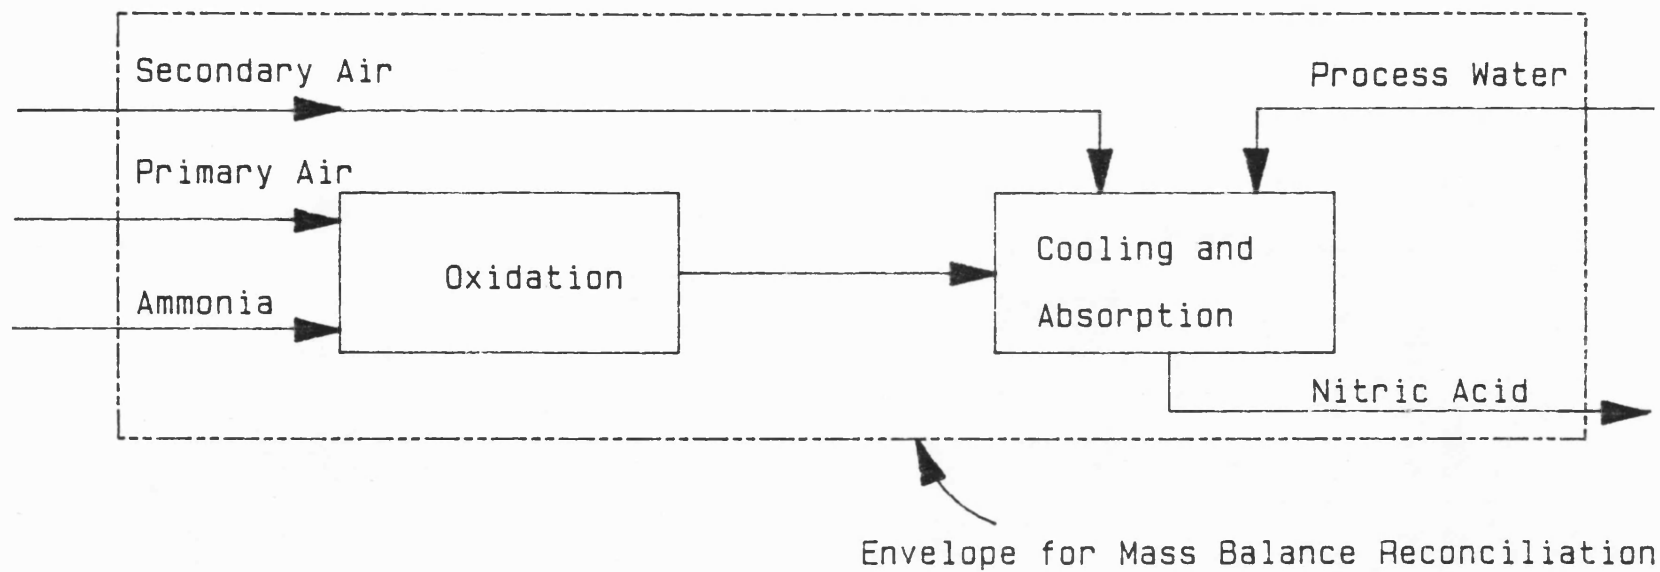 Secondary Air
Process Water
Primary Air
Oxidation
Cooling and
Absorption
Ammonia
Nitric Acid
Envelope for Mass Balance Reconciliation